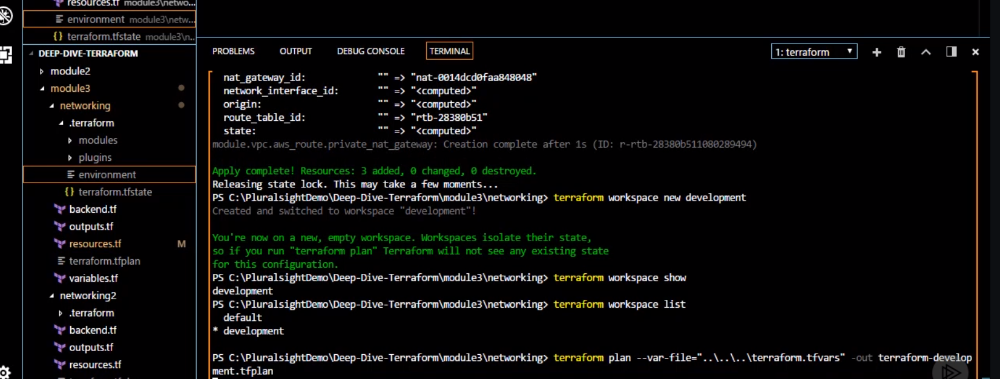 resources.tf module3\netwo...
environment module3\netw...
terraform.tfstate module3\n...
DEEP-DIVE-TERRAFORM
module2
module3
networking
.terraform
modules
plugins
environment
terraform.tfstate
backend.tf
outputs.tf
resources.tf M
terraform.tfplan
variables.tf
networking2
.terraform
backend.tf
outputs.tf
resources.tf
PROBLEMS OUTPUT DEBUG CONSOLE TERMINAL 1: terraform
nat_gateway_id: "" => "nat-0014dcd0faa848048"
network_interface_id: "" => "<computed>"
origin: "" => "<computed>"
route_table_id: "" => "rtb-28380b51"
state: "" => "<computed>"
module.vpc.aws_route.private_nat_gateway: Creation complete after 1s (ID: r-rtb-28380b511080289494)
Apply complete! Resources: 3 added, 0 changed, 0 destroyed.
Releasing state lock. This may take a few moments...
PS C:\PluralsightDemo\Deep-Dive-Terraform\module3\networking> terraform workspace new development
Created and switched to workspace "development"!
You're now on a new, empty workspace. Workspaces isolate their state,
so if you run "terraform plan" Terraform will not see any existing state
for this configuration.
PS C:\PluralsightDemo\Deep-Dive-Terraform\module3\networking> terraform workspace show
development
PS C:\PluralsightDemo\Deep-Dive-Terraform\module3\networking> terraform workspace list
default
* development
PS C:\PluralsightDemo\Deep-Dive-Terraform\module3\networking> terraform plan --var-file="..\..\..\terraform.tfvars" -out terraform-develop
ment.tfplan